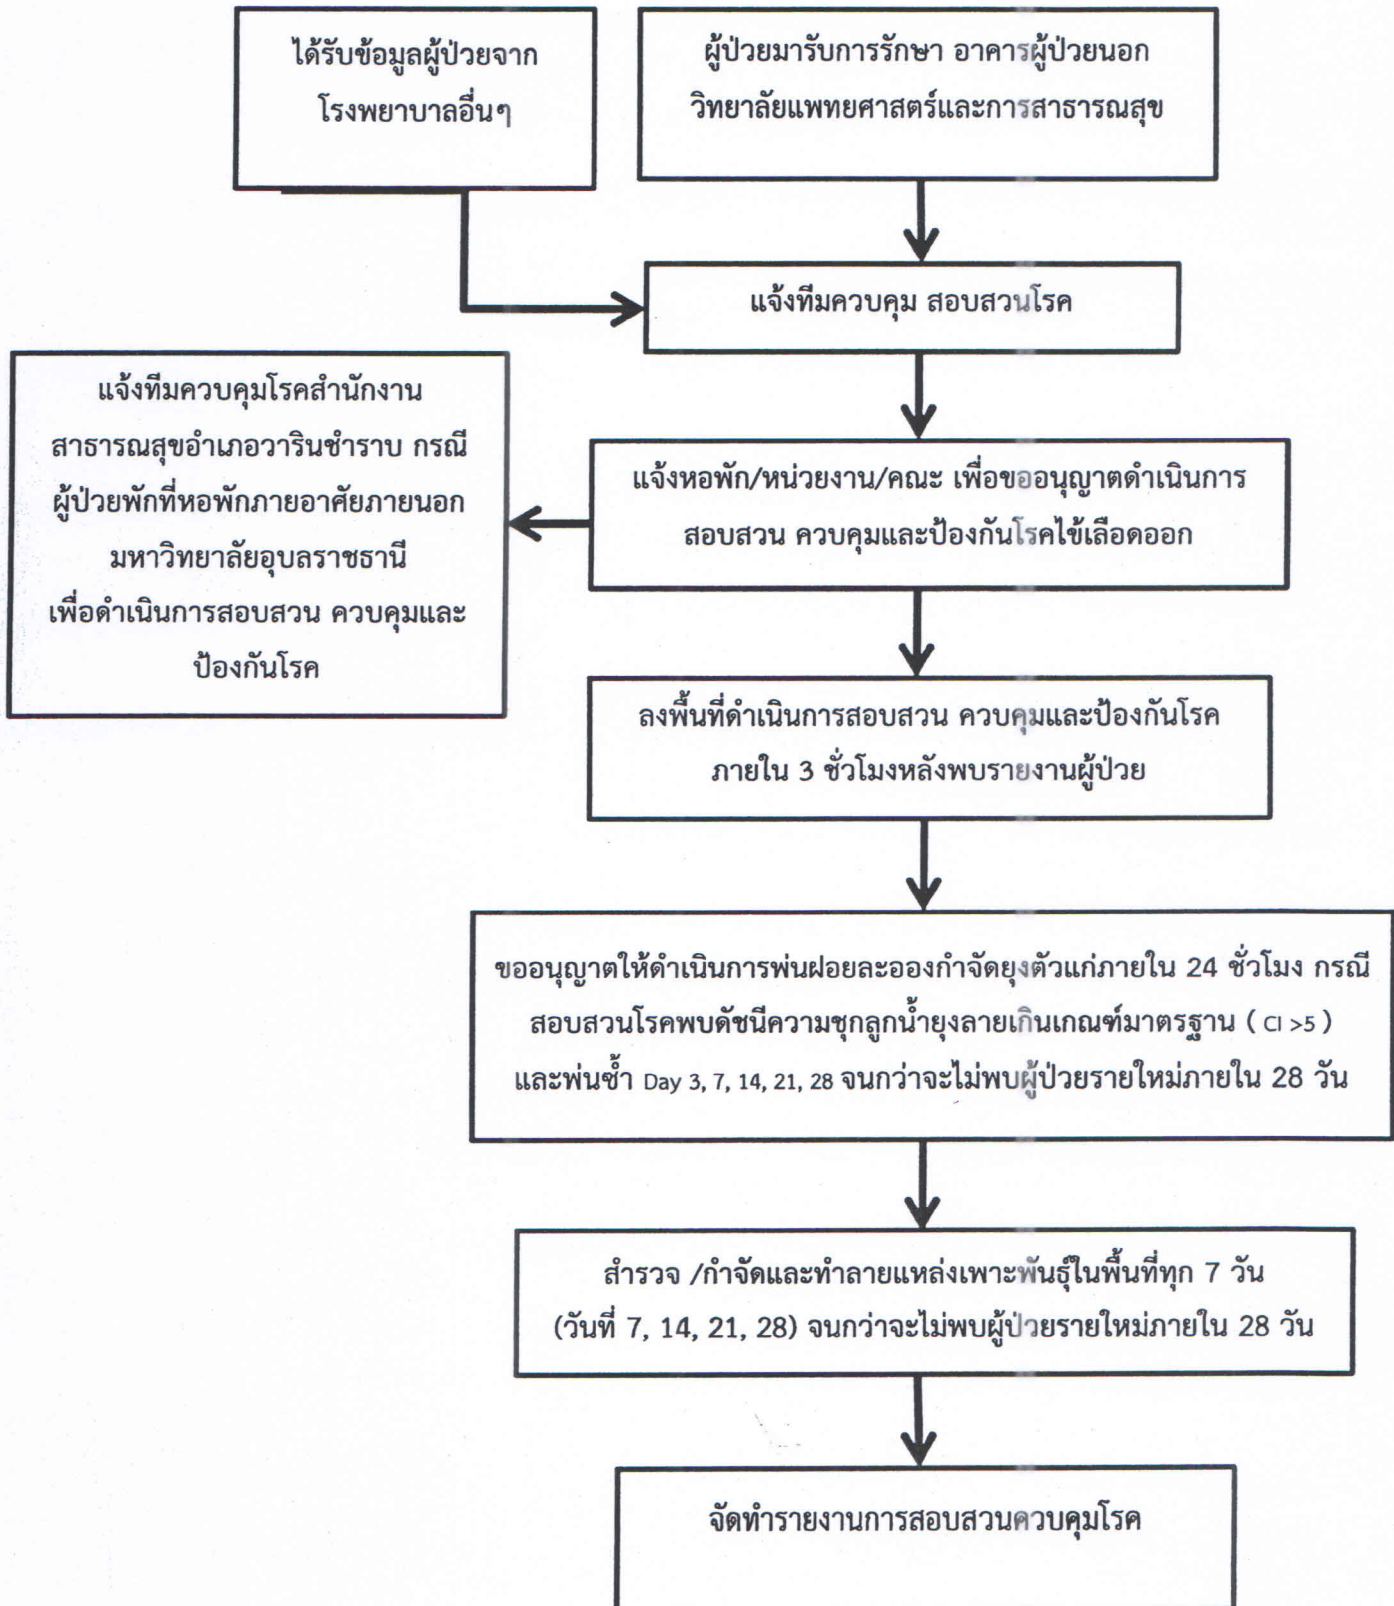 ได้รับข้อมูลผู้ป่วยจาก
โรงพยาบาลอื่นๆ
ผู้ป่วยมารับการรักษา อาคารผู้ป่วยนอก
วิทยาลัยแพทยศาสตร์และการสาธารณสุข
แจ้งทีมควบคุม สอบสวนโรค
แจ้งทีมควบคุมโรคสำนักงาน
สาธารณสุขอำเภอวารินชำราบ กรณี
ผู้ป่วยพักที่หอพักภายอาศัยภายนอก
มหาวิทยาลัยอุบลราชธานี
เพื่อดำเนินการสอบสวน ควบคุมและ
ป้องกันโรค
แจ้งหอพัก/หน่วยงาน/คณะ เพื่อขออนุญาตดำเนินการ
สอบสวน ควบคุมและป้องกันโรคไข้เลือดออก
ลงพื้นที่ดำเนินการสอบสวน ควบคุมและป้องกันโรค
ภายใน 3 ชั่วโมงหลังพบรายงานผู้ป่วย
ขออนุญาตให้ดำเนินการพ่นฝอยละอองกำจัดยุงตัวแก่ภายใน 24 ชั่วโมง กรณี
สอบสวนโรคพบดัชนีความชุกลูกน้ำยุงลายเกินเกณฑ์มาตรฐาน ( CI >5 )
และพ่นซ้ำ Day 3, 7, 14, 21, 28 จนกว่าจะไม่พบผู้ป่วยรายใหม่ภายใน 28 วัน
สำรวจ /กำจัดและทำลายแหล่งเพาะพันธุ์ในพื้นที่ทุก 7 วัน
(วันที่ 7, 14, 21, 28) จนกว่าจะไม่พบผู้ป่วยรายใหม่ภายใน 28 วัน
จัดทำรายงานการสอบสวนควบคุมโรค